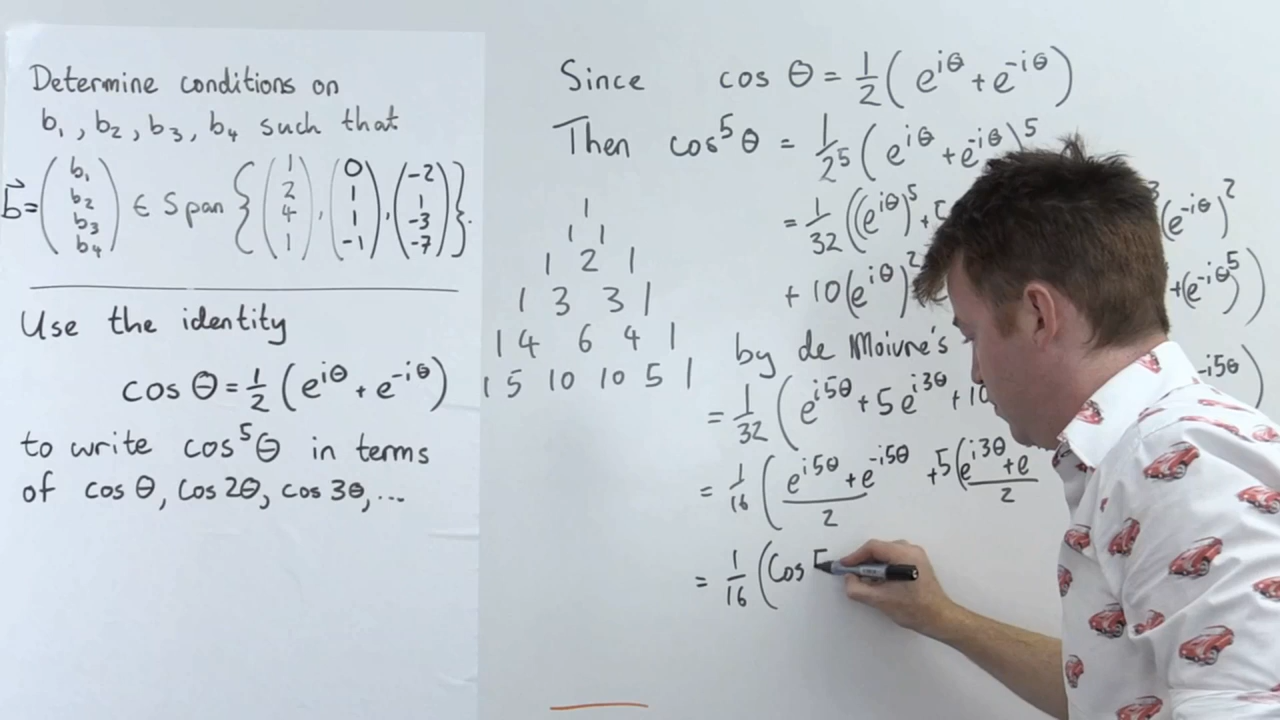 Determine conditions on
b₁, b₂, b₃, b₄ such that
b⃗ = (b₁ b₂ b₃ b₄) ∈ Span {(1 2 4 1), (0 1 1 -1), (-2 1 -3 -7)}.
Use the identity
cos θ = 1/2 (e^{iθ} + e^{-iθ})
to write cos⁵θ in terms
of cos θ, cos 2θ, cos 3θ, ...
1
1 1
1 2 1
1 3 3 1
1 4 6 4 1
1 5 10 10 5 1
Since cos θ = 1/2 (e^{iθ} + e^{-iθ})
Then cos⁵θ = 1/2⁵ (e^{iθ} + e^{-iθ})⁵
= 1/32 ((e^{iθ})⁵ + (e^{-iθ})²
+ 10(e^{iθ})² + (e^{-iθ})⁵)
by de Moivre's
= 1/32 (e^{i5θ} + 5e^{i3θ} + 10 -i5θ)
= 1/16 ((e^{i5θ} + e^{-i5θ})/2 + 5(e^{i3θ} + e/2
= 1/16 (Cos 5